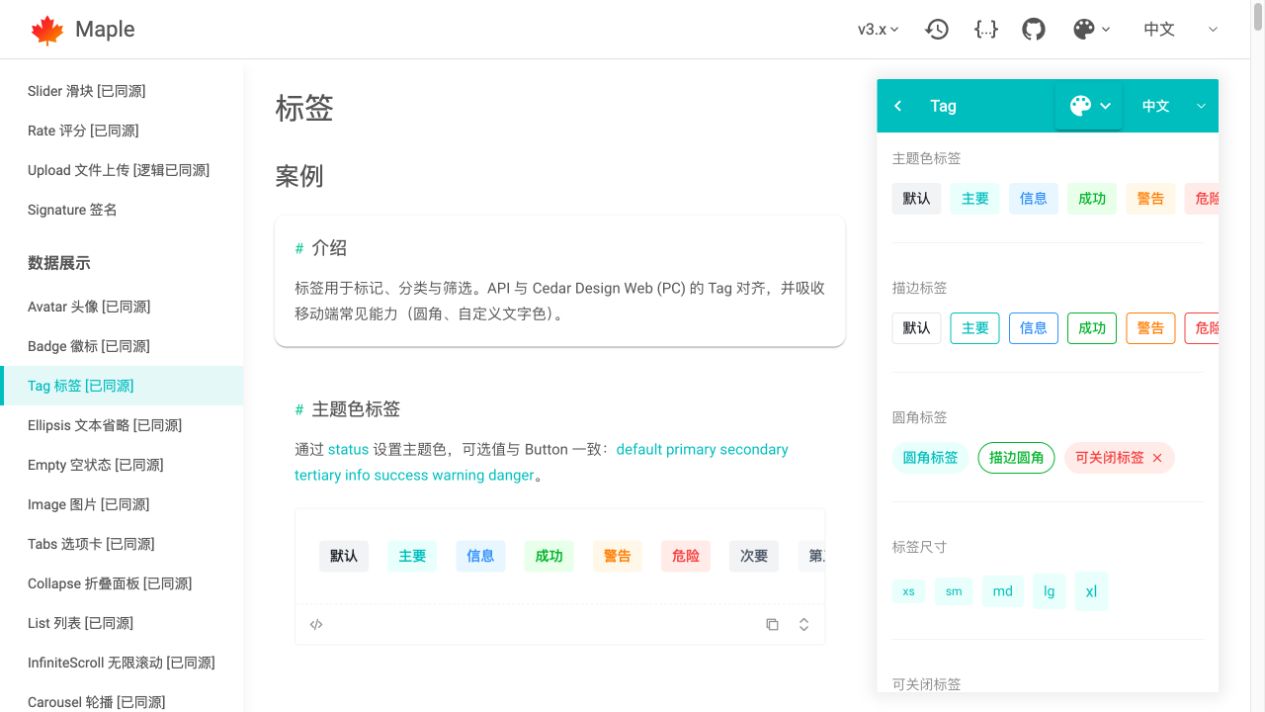 Maple
v3.x
{...}
中文
Slider 滑块 [已同源]
Rate 评分 [已同源]
Upload 文件上传 [逻辑已同源]
Signature 签名
数据展示
Avatar 头像 [已同源]
Badge 徽标 [已同源]
Tag 标签 [已同源]
Ellipsis 文本省略 [已同源]
Empty 空状态 [已同源]
Image 图片 [已同源]
Tabs 选项卡 [已同源]
Collapse 折叠面板 [已同源]
List 列表 [已同源]
InfiniteScroll 无限滚动 [已同源]
Carousel 轮播 [已同源]
标签
案例
# 介绍
标签用于标记、分类与筛选。API 与 Cedar Design Web (PC) 的 Tag 对齐，并吸收
移动端常见能力（圆角、自定义文字色）。
# 主题色标签
通过 status 设置主题色，可选值与 Button 一致：default primary secondary
tertiary info success warning danger。
默认 主要 信息 成功 警告 危险 次要 第
Tag
中文
主题色标签
默认 主要 信息 成功 警告 危险
描边标签
默认 主要 信息 成功 警告 危险
圆角标签
圆角标签 描边圆角 可关闭标签 ×
标签尺寸
xs sm md lg xl
可关闭标签